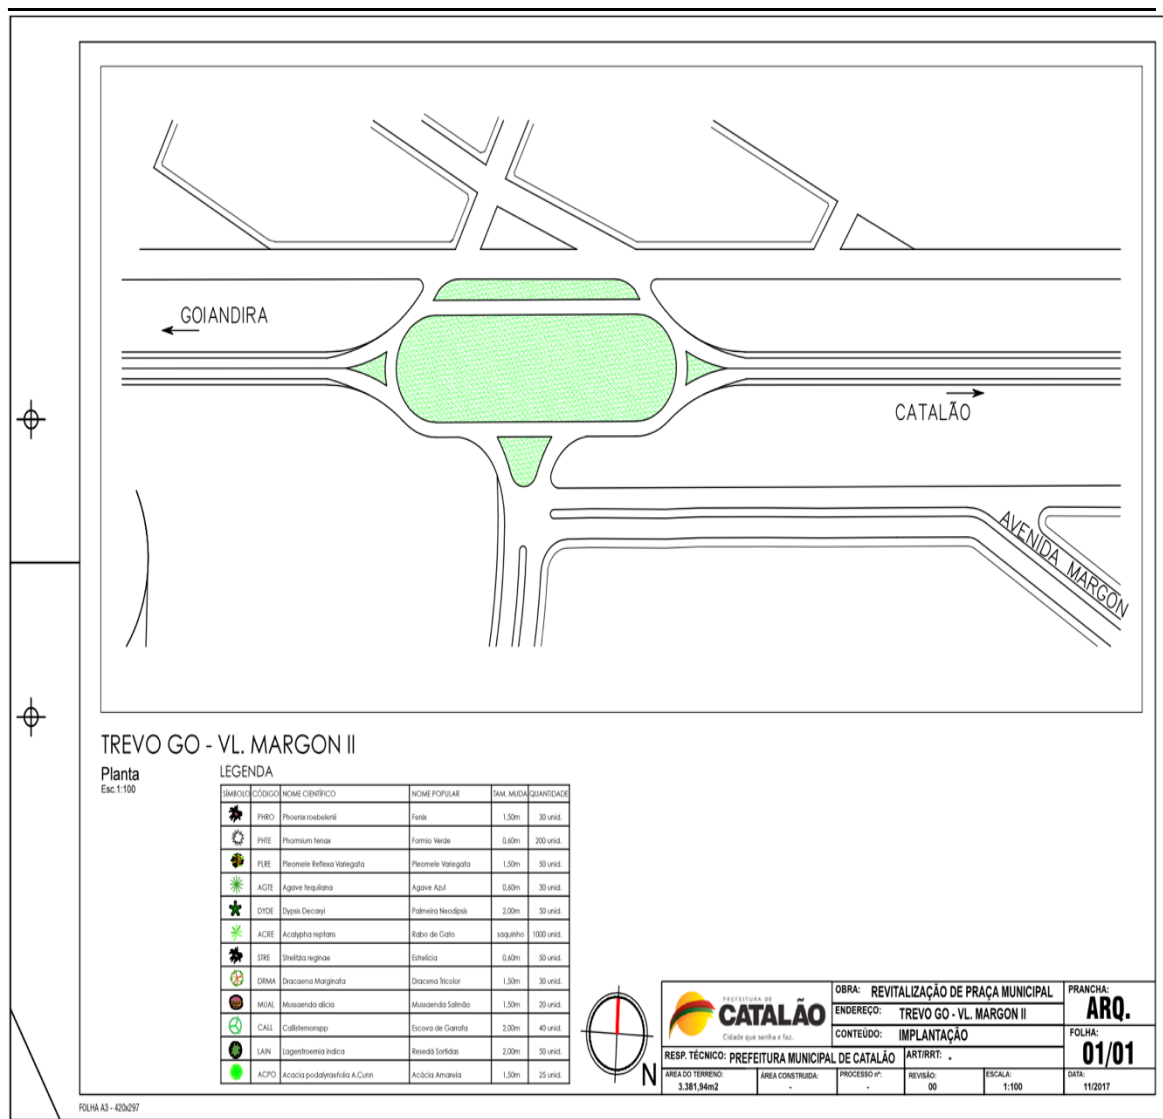 GOIANDIRA
CATALÃO
AVENIDA MARGON
TREVO GO - VL. MARGON II
Planta
Esc.1:100
LEGENDA
SÍMBOLO CÓDIGO NOME CIENTÍFICO NOME POPULAR TAM. MUDA QUANTIDADE
PHRO Phoenix roebelenii Fenix 1,50m 30 unid.
PHTE Phormium tenax Formio Verde 0,60m 200 unid.
PLRE Pleomele Reflexa Variegata Pleomele Variegata 1,50m 50 unid.
AGTE Agave tequilana Agave Azul 0,60m 30 unid.
DYDE Dypsis Decaryi Palmeira Neodipsis 2,00m 50 unid.
ACRE Acalypha reptans Rabo de Gato saquinho 1000 unid.
STRE Strelitzia reginae Estrelícia 0,60m 50 unid.
DRMA Dracaena Marginata Dracena Tricolor 1,50m 30 unid.
MUAL Mussaenda alicia Mussaenda Salmão 1,50m 20 unid.
CALL Callistemonspp Escova de Garrafa 2,00m 40 unid.
LAIN Lagentroemia indica Resedá Sortidas 2,00m 50 unid.
ACPO Acacia podalyraefolia A.Cunn Acácia Amarela 1,50m 25 unid.
N
PREFEITURA DE
CATALÃO
Cidade que sonha e faz.
OBRA: REVITALIZAÇÃO DE PRAÇA MUNICIPAL
ENDEREÇO: TREVO GO - VL. MARGON II
CONTEÚDO: IMPLANTAÇÃO
PRANCHA:
ARQ.
FOLHA:
01/01
RESP. TÉCNICO: PREFEITURA MUNICIPAL DE CATALÃO ART/RRT: -
ÁREA DO TERRENO: ÁREA CONSTRUIDA: PROCESSO nº: REVISÃO: ESCALA: DATA:
3.381,94m2 - - 00 1:100 11/2017
FOLHA A3 - 420x297